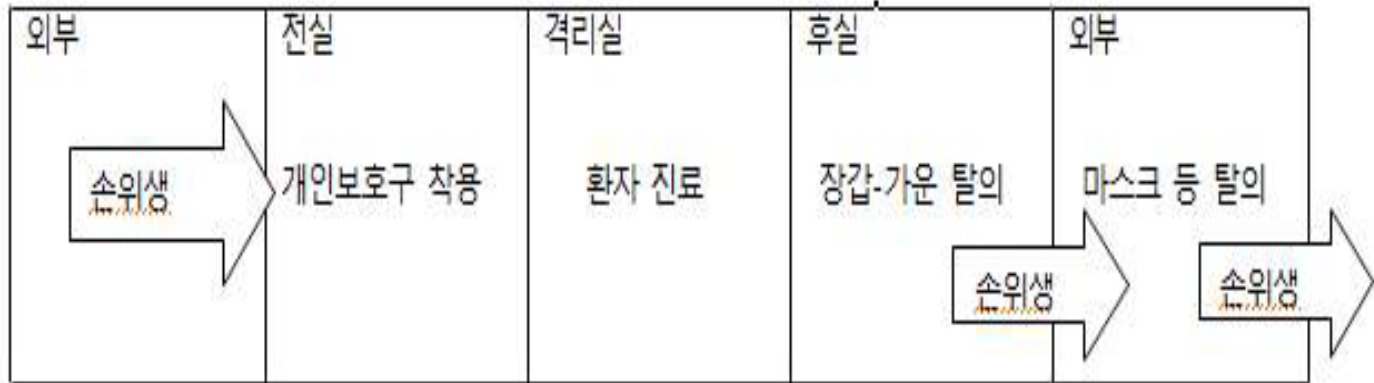 외부
전실
격리실
후실
외부
손위생
개인보호구 착용
환자 진료
장갑-가운 탈의
마스크 등 탈의
손위생
손위생